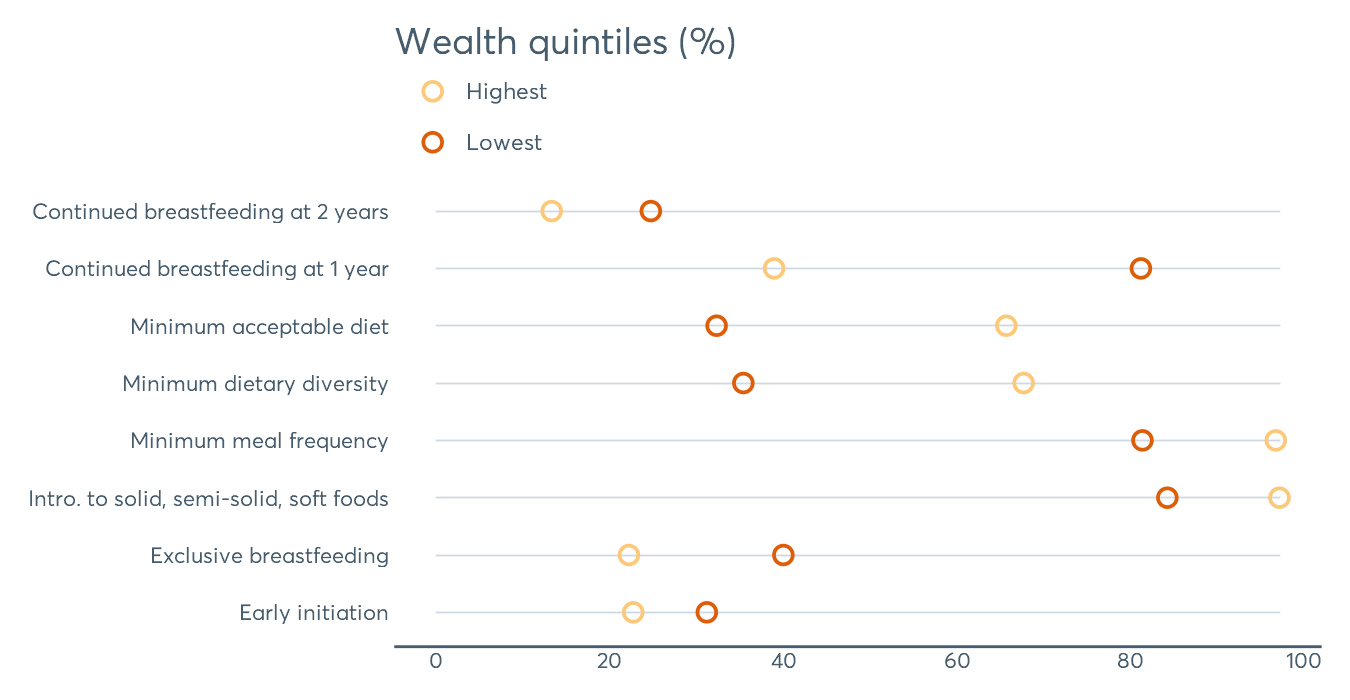 Wealth quintiles (%)
Highest
Lowest
Continued breastfeeding at 2 years
Continued breastfeeding at 1 year
Minimum acceptable diet
Minimum dietary diversity
Minimum meal frequency
Intro. to solid, semi-solid, soft foods
Exclusive breastfeeding
Early initiation
0 20 40 60 80 100